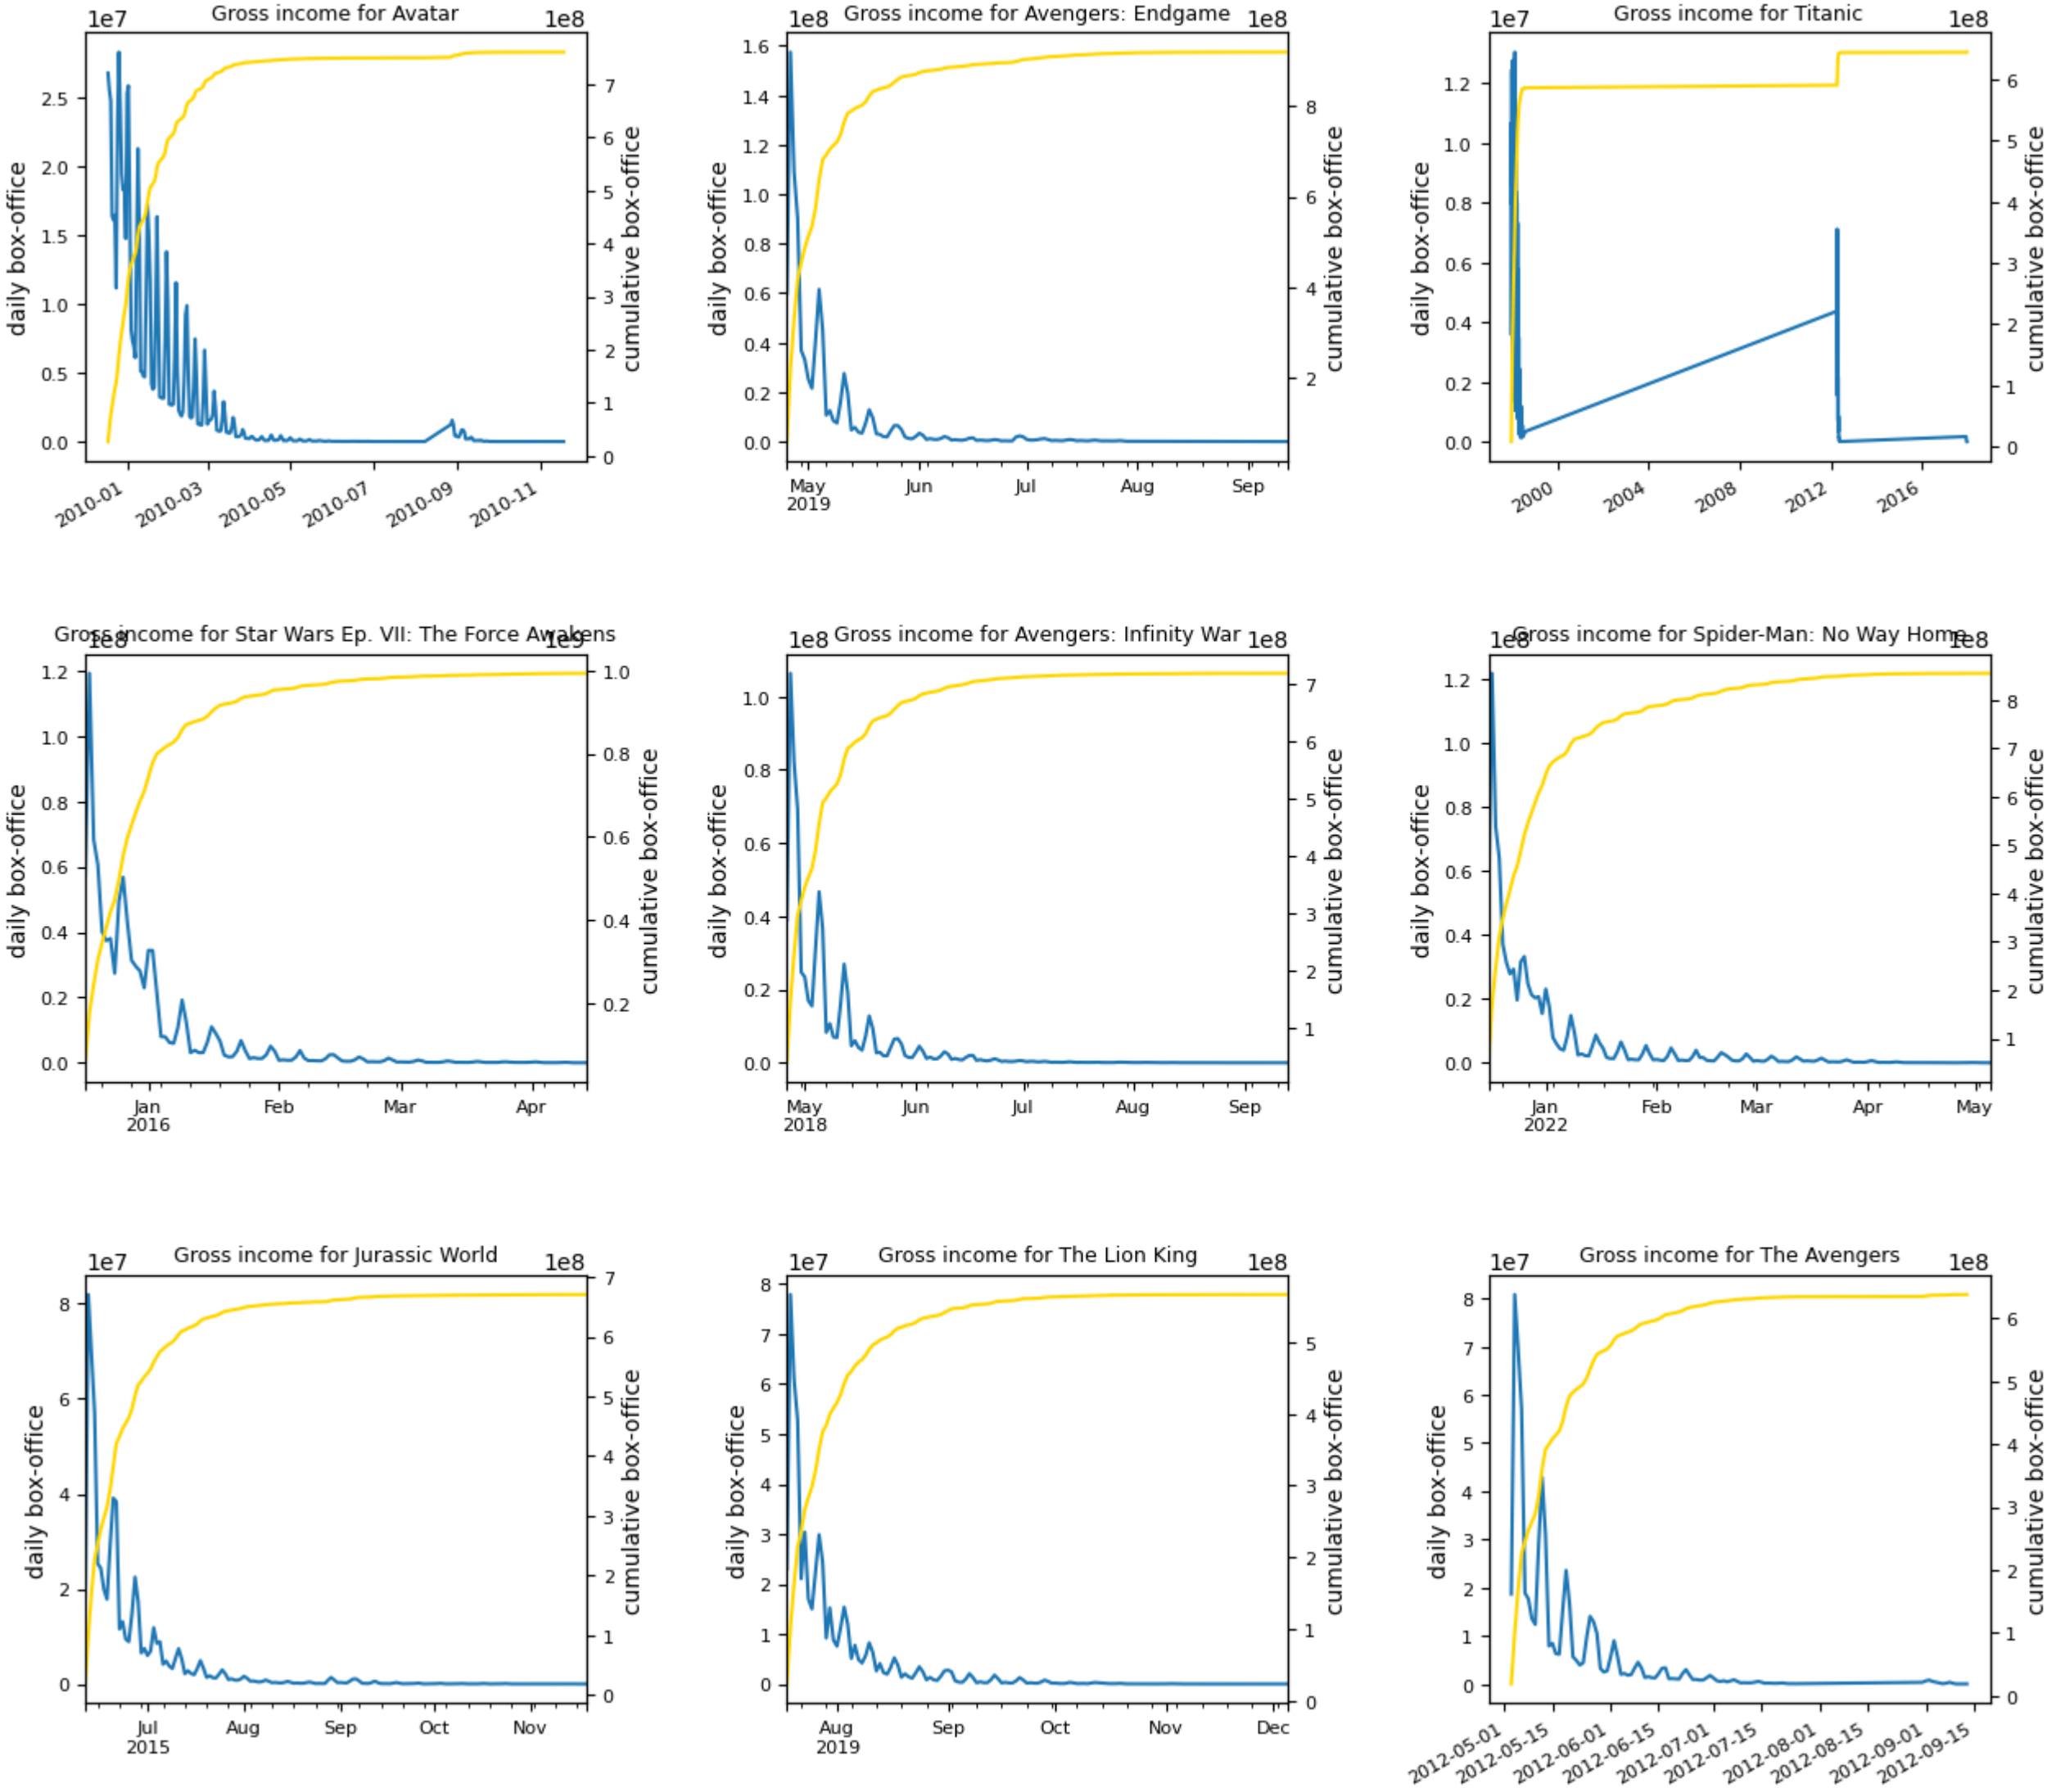 Gross income for Avatar
1e7
1e8
daily box-office
cumulative box-office
2.5
2.0
1.5
1.0
0.5
0.0
7
6
5
4
3
2
1
0
2010-01
2010-03
2010-05
2010-07
2010-09
2010-11
Gross income for Avengers: Endgame
1e8
1e8
daily box-office
cumulative box-office
1.6
1.4
1.2
1.0
0.8
0.6
0.4
0.2
0.0
8
6
4
2
May
2019
Jun
Jul
Aug
Sep
Gross income for Titanic
1e7
1e8
daily box-office
cumulative box-office
1.2
1.0
0.8
0.6
0.4
0.2
0.0
6
5
4
3
2
1
0
2000
2004
2008
2012
2016
Gross income for Star Wars Ep. VII: The Force Awakens
1e8
1e9
daily box-office
cumulative box-office
1.2
1.0
0.8
0.6
0.4
0.2
0.0
1.0
0.8
0.6
0.4
0.2
Jan
2016
Feb
Mar
Apr
Gross income for Avengers: Infinity War
1e8
1e8
daily box-office
cumulative box-office
1.0
0.8
0.6
0.4
0.2
0.0
7
6
5
4
3
2
1
May
2018
Jun
Jul
Aug
Sep
Gross income for Spider-Man: No Way Home
1e8
1e8
daily box-office
cumulative box-office
1.2
1.0
0.8
0.6
0.4
0.2
0.0
8
7
6
5
4
3
2
1
Jan
2022
Feb
Mar
Apr
May
Gross income for Jurassic World
1e7
1e8
daily box-office
cumulative box-office
8
6
4
2
0
7
6
5
4
3
2
1
0
Jul
2015
Aug
Sep
Oct
Nov
Gross income for The Lion King
1e7
1e8
daily box-office
cumulative box-office
8
7
6
5
4
3
2
1
0
5
4
3
2
1
0
Aug
2019
Sep
Oct
Nov
Dec
Gross income for The Avengers
1e7
1e8
daily box-office
cumulative box-office
8
7
6
5
4
3
2
1
0
6
5
4
3
2
1
0
2012-05-01
2012-05-15
2012-06-01
2012-06-15
2012-07-01
2012-07-15
2012-08-01
2012-08-15
2012-09-01
2012-09-15